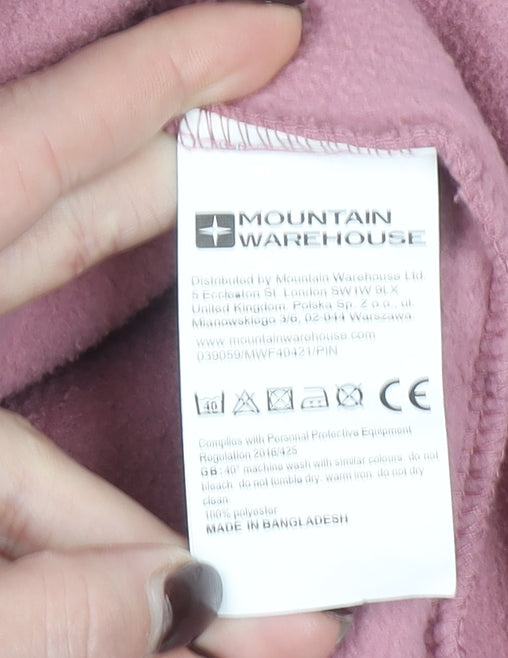 MOUNTAIN
WAREHOUSE
Distributed by Mountain Warehouse Ltd
5 Eccleston St. London SW1W 9LX
United Kingdom. Polska Sp. Z o.o., ul.
Mianowskiego 3/6, 02-044 Warszawa
www.mountainwarehouse.com
039059/MWF40421/PIN
40 CE
Complies with Personal Protective Equipment
Regulation 2016/425
GB: 40° machine wash with similar colours. do not
bleach. do not tumble dry. warm iron. do not dry
clean.
100% polyester
MADE IN BANGLADESH